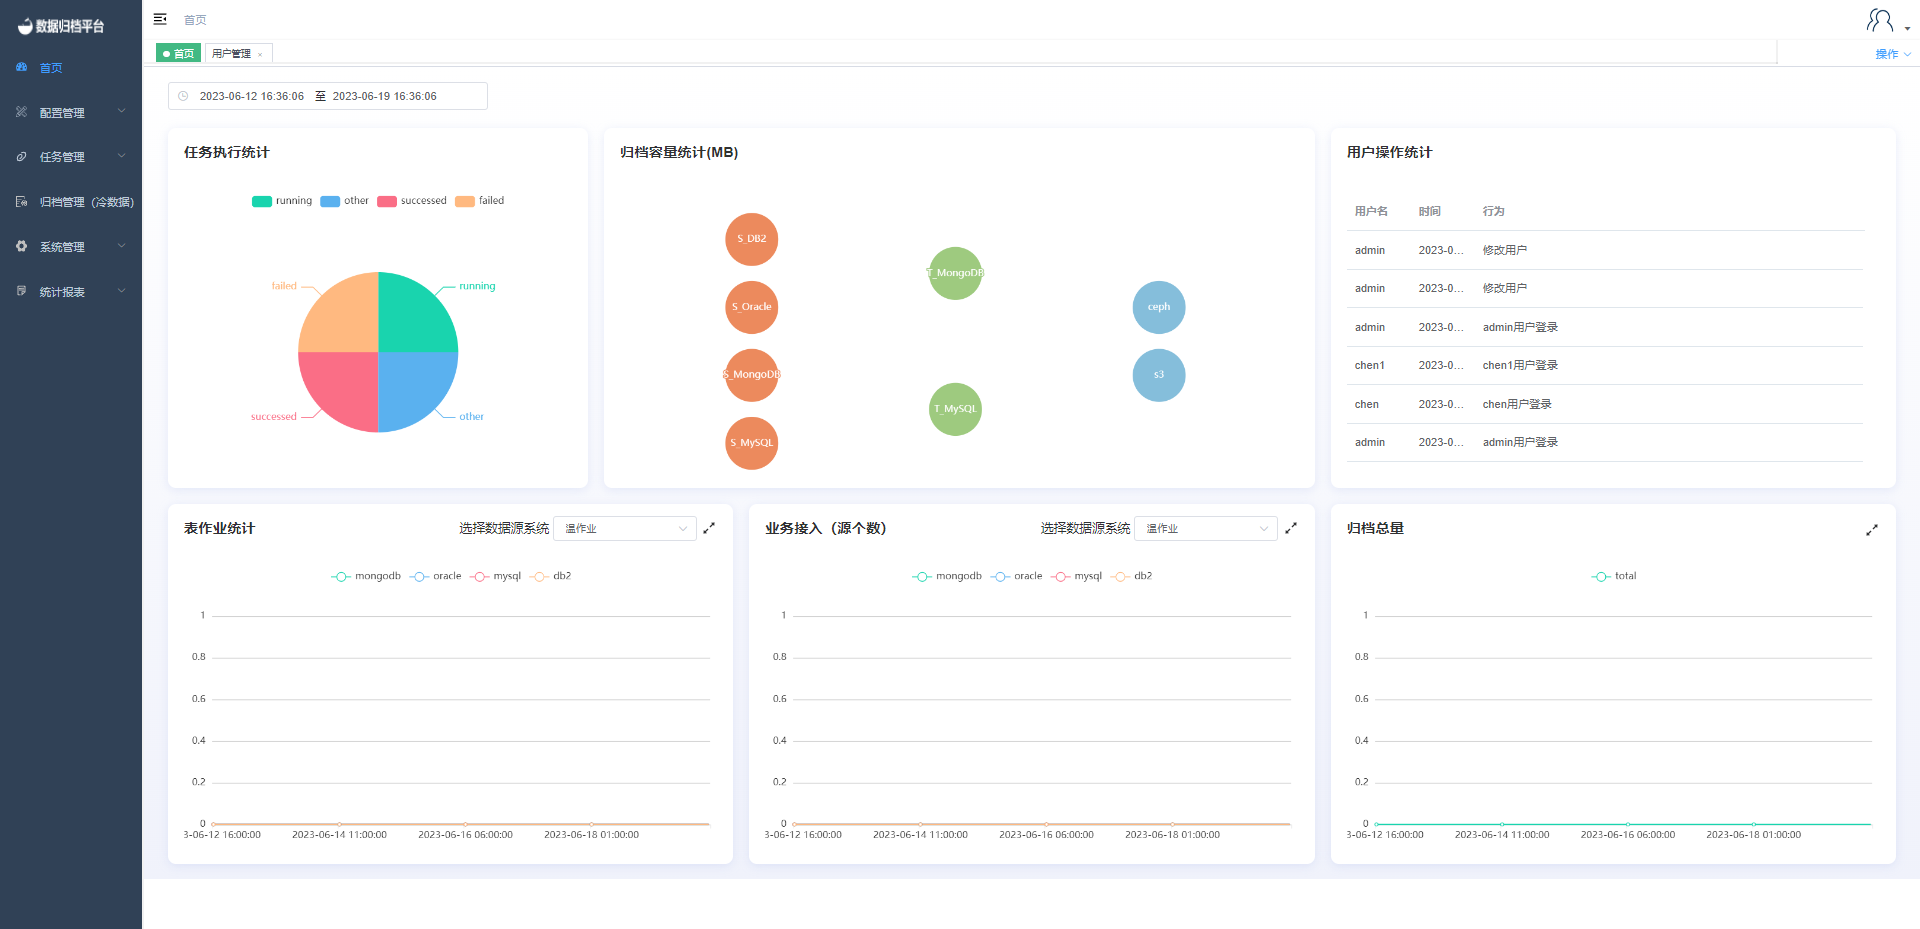 数据归档平台
首页
配置管理
任务管理
归档管理（冷数据）
系统管理
统计报表
首页
首页
用户管理 ×
操作
2023-06-12 16:36:06 至 2023-06-19 16:36:06
任务执行统计
running other successed failed
failed
running
successed
other
归档容量统计(MB)
S_DB2
S_Oracle
S_MongoDB
S_MySQL
T_MongoDB
T_MySQL
ceph
s3
用户操作统计
用户名 时间 行为
admin 2023-0... 修改用户
admin 2023-0... 修改用户
admin 2023-0... admin用户登录
chen1 2023-0... chen1用户登录
chen 2023-0... chen用户登录
admin 2023-0... admin用户登录
表作业统计 选择数据源系统 温作业
mongodb oracle mysql db2
1
0.8
0.6
0.4
0.2
0
3-06-12 16:00:00 2023-06-14 11:00:00 2023-06-16 06:00:00 2023-06-18 01:00:00
业务接入（源个数） 选择数据源系统 温作业
mongodb oracle mysql db2
1
0.8
0.6
0.4
0.2
0
3-06-12 16:00:00 2023-06-14 11:00:00 2023-06-16 06:00:00 2023-06-18 01:00:00
归档总量
total
1
0.8
0.6
0.4
0.2
0
3-06-12 16:00:00 2023-06-14 11:00:00 2023-06-16 06:00:00 2023-06-18 01:00:00